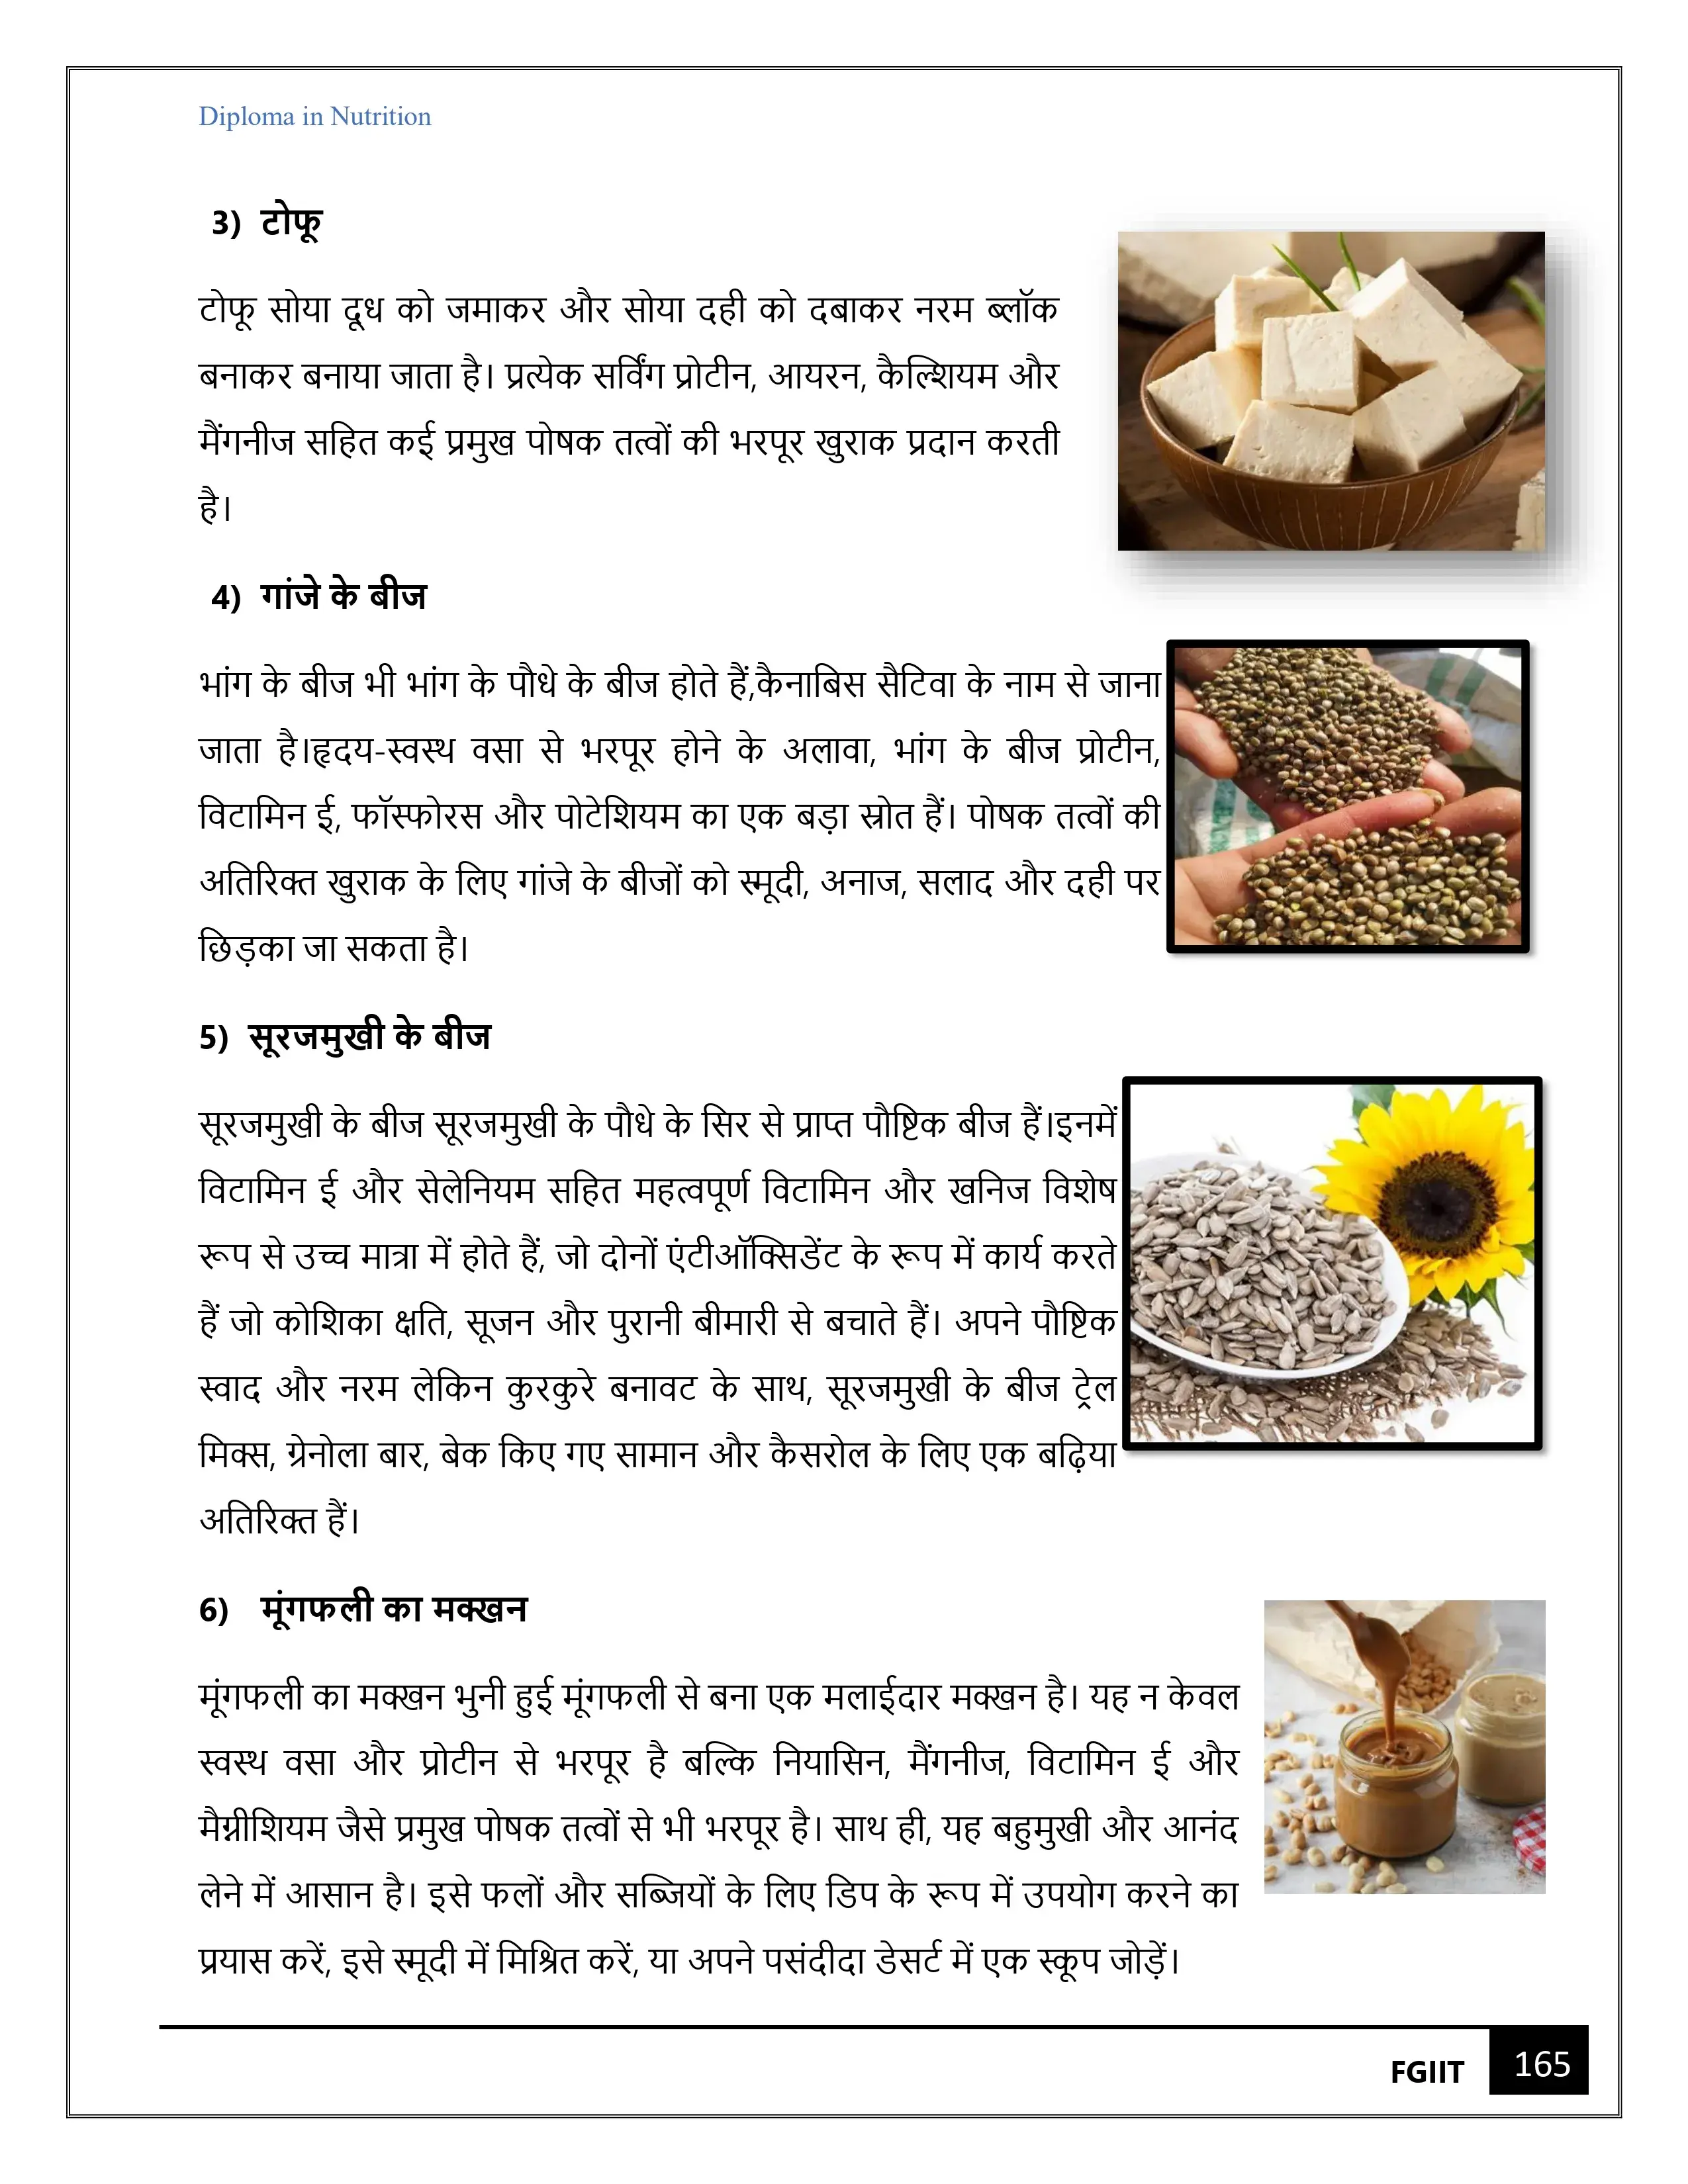 Diploma in Nutrition
3) टोफू
टोफू सोया दूध को जमाकर और सोया दही को दबाकर नरम ब्लॉक
बनाकर बनाया जाता है। प्रत्येक सर्विंग प्रोटीन, आयरन, कैल्शियम और
मैंगनीज सहित कई प्रमुख पोषक तत्वों की भरपूर खुराक प्रदान करती
है।
4) गांजे के बीज
भांग के बीज भी भांग के पौधे के बीज होते हैं,कैनाबिस सैटिवा के नाम से जाना
जाता है।हृदय-स्वस्थ वसा से भरपूर होने के अलावा, भांग के बीज प्रोटीन,
विटामिन ई, फॉस्फोरस और पोटेशियम का एक बड़ा स्रोत हैं। पोषक तत्वों की
अतिरिक्त खुराक के लिए गांजे के बीजों को स्मूदी, अनाज, सलाद और दही पर
छिड़का जा सकता है।
5) सूरजमुखी के बीज
सूरजमुखी के बीज सूरजमुखी के पौधे के सिर से प्राप्त पौष्टिक बीज हैं।इनमें
विटामिन ई और सेलेनियम सहित महत्वपूर्ण विटामिन और खनिज विशेष
रूप से उच्च मात्रा में होते हैं, जो दोनों एंटीऑक्सिडेंट के रूप में कार्य करते
हैं जो कोशिका क्षति, सूजन और पुरानी बीमारी से बचाते हैं। अपने पौष्टिक
स्वाद और नरम लेकिन कुरकुरे बनावट के साथ, सूरजमुखी के बीज ट्रेल
मिक्स, ग्रेनोला बार, बेक किए गए सामान और कैसरोल के लिए एक बढ़िया
अतिरिक्त हैं।
6) मूंगफली का मक्खन
मूंगफली का मक्खन भुनी हुई मूंगफली से बना एक मलाईदार मक्खन है। यह न केवल
स्वस्थ वसा और प्रोटीन से भरपूर है बल्कि नियासिन, मैंगनीज, विटामिन ई और
मैग्नीशियम जैसे प्रमुख पोषक तत्वों से भी भरपूर है। साथ ही, यह बहुमुखी और आनंद
लेने में आसान है। इसे फलों और सब्जियों के लिए डिप के रूप में उपयोग करने का
प्रयास करें, इसे स्मूदी में मिश्रित करें, या अपने पसंदीदा डेसर्ट में एक स्कूप जोड़ें।
FGIIT 165